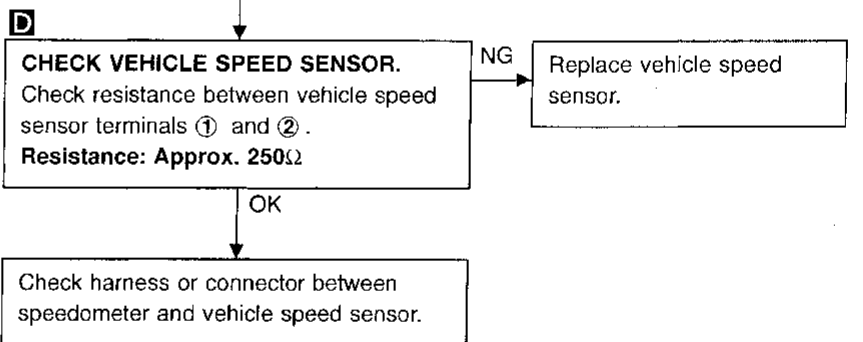 D
CHECK VEHICLE SPEED SENSOR.
Check resistance between vehicle speed
sensor terminals ① and ② .
Resistance: Approx. 250Ω
NG
Replace vehicle speed
sensor.
OK
Check harness or connector between
speedometer and vehicle speed sensor.